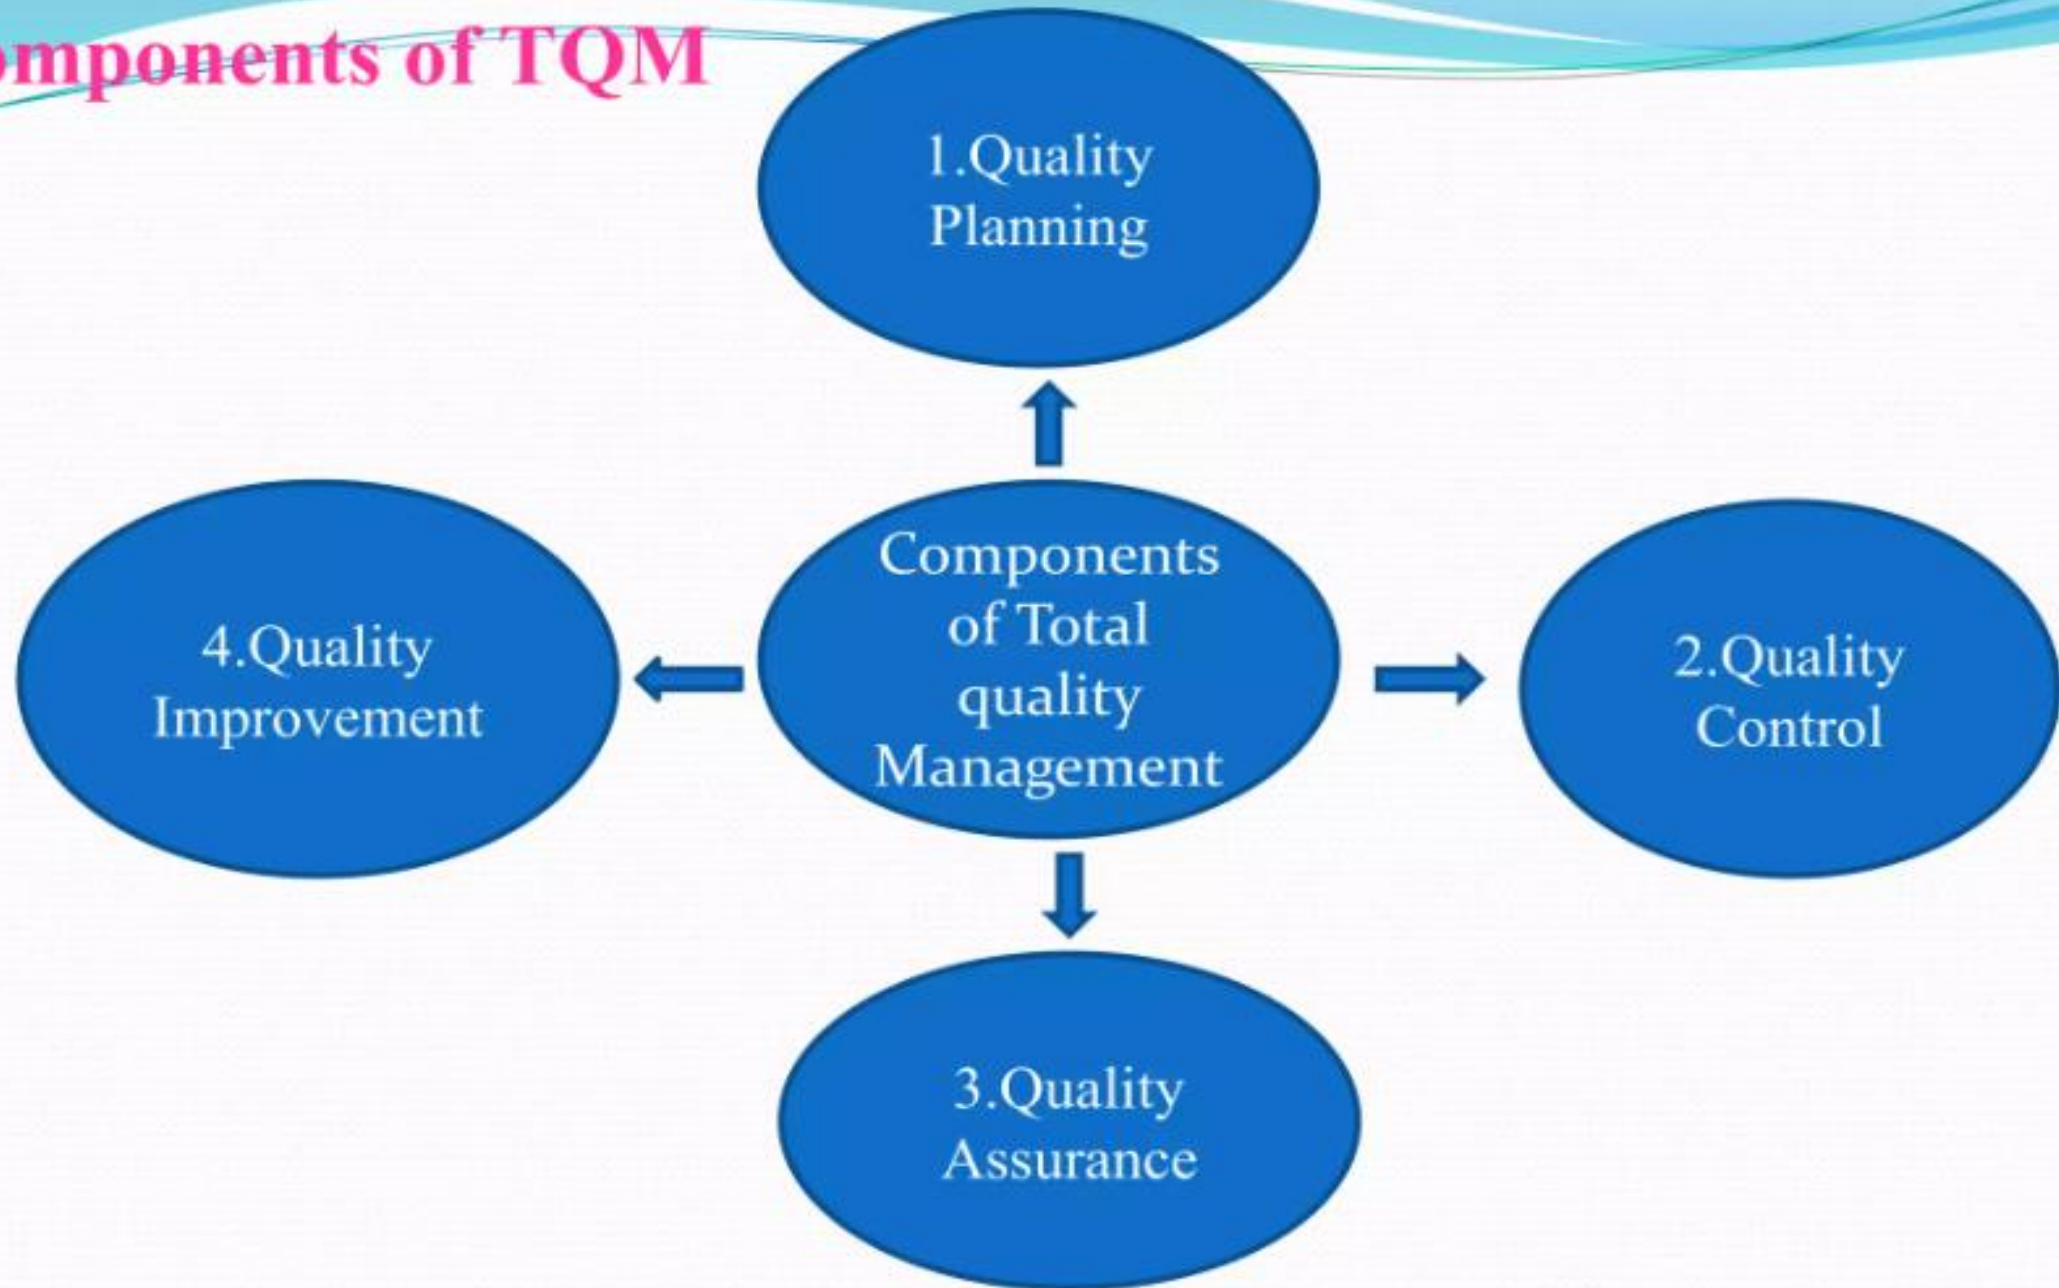 omponents of TQM
1.Quality
Planning
Components
of Total
quality
Management
4.Quality
Improvement
2.Quality
Control
3.Quality
Assurance